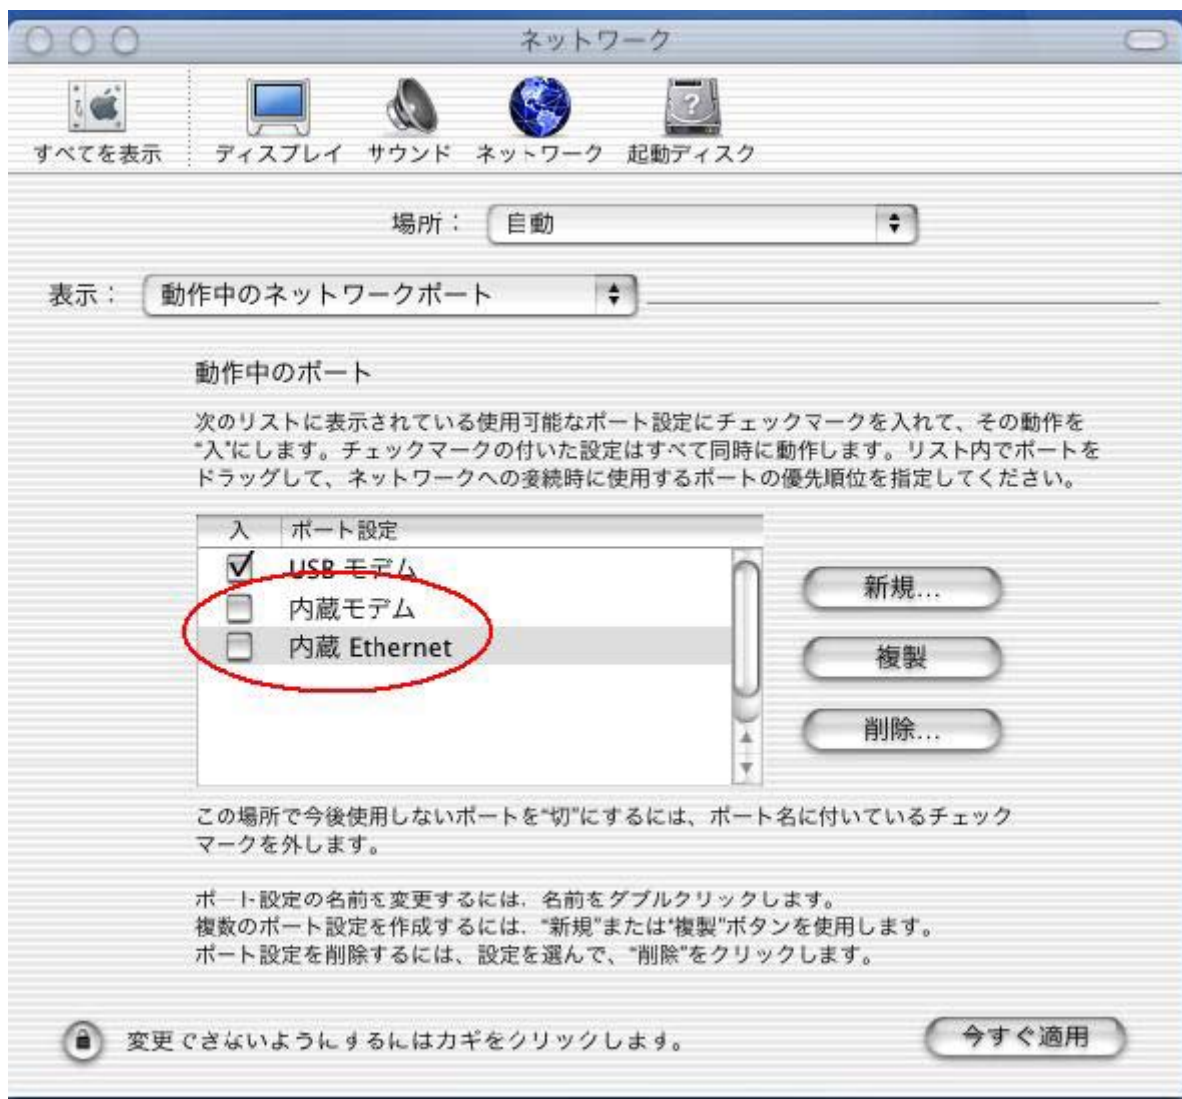 ネットワーク
すべてを表示
ディスプレイ
サウンド
ネットワーク
起動ディスク
場所：
自動
表示：
動作中のネットワークポート
動作中のポート
次のリストに表示されている使用可能なポート設定にチェックマークを入れて、その動作を
“入”にします。チェックマークの付いた設定はすべて同時に動作します。リスト内でポートを
ドラッグして、ネットワークへの接続時に使用するポートの優先順位を指定してください。
入 ポート設定
USB モデム
内蔵モデム
内蔵 Ethernet
新規...
複製
削除...
この場所で今後使用しないポートを“切”にするには、ポート名に付いているチェック
マークを外します。
ポート設定の名前を変更するには、名前をダブルクリックします。
複数のポート設定を作成するには、“新規”または“複製”ボタンを使用します。
ポート設定を削除するには、設定を選んで、“削除”をクリックします。
変更できないようにするにはカギをクリックします。
今すぐ適用